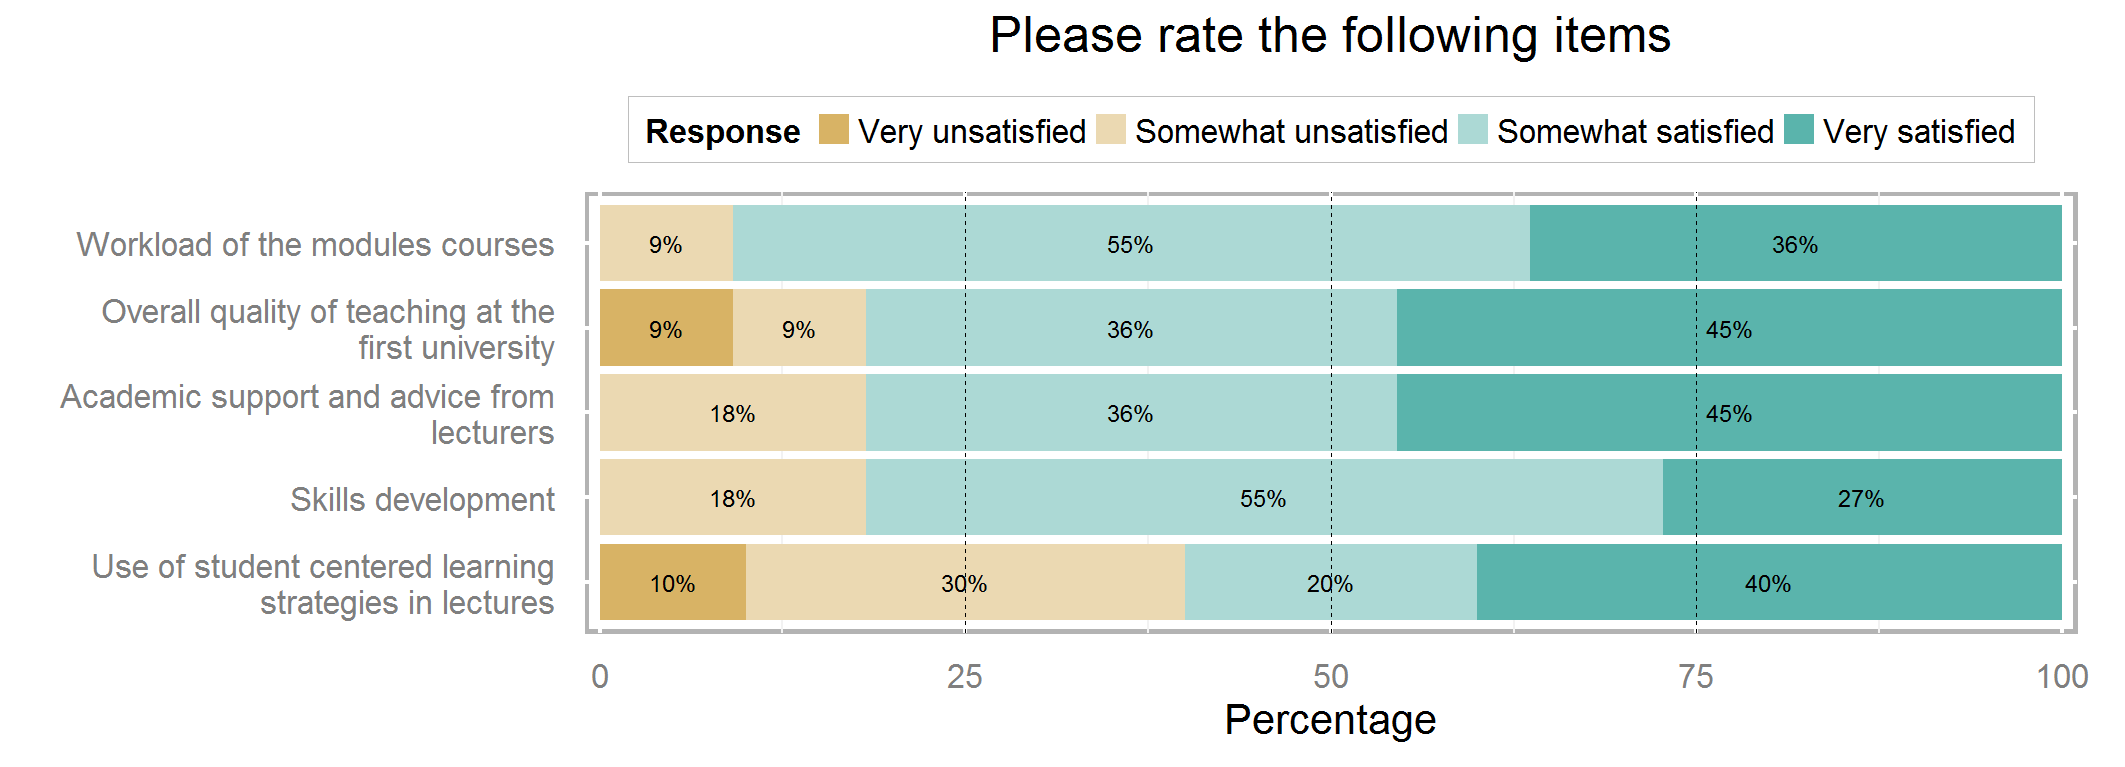 Please rate the following items
Response Very unsatisfied Somewhat unsatisfied Somewhat satisfied Very satisfied
Workload of the modules courses 9% 55% 36%
Overall quality of teaching at the
first university
9% 9% 36% 45%
Academic support and advice from
lecturers
18% 36% 45%
Skills development 18% 55% 27%
Use of student centered learning
strategies in lectures
10% 30% 20% 40%
0 25 50 75 100
Percentage